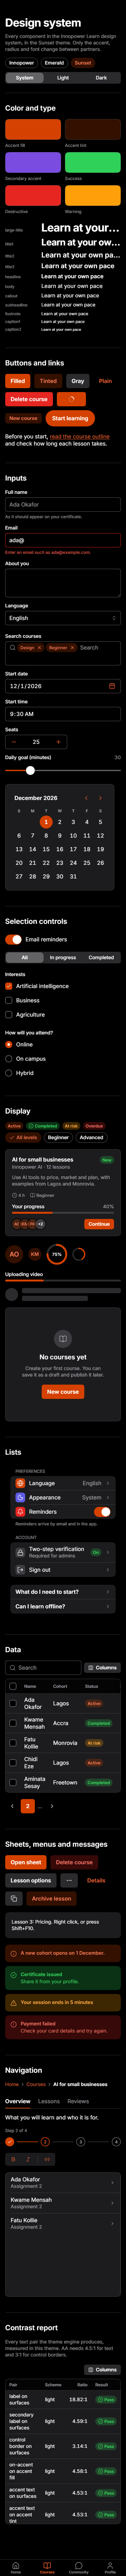 Design system
Every component in the Innopower Learn design
system, in the Sunset theme. Only the accent,
radius and font change between products.
Innopower
Emerald
Sunset
System
Light
Dark
Color and type
Accent fill
Accent tint
Secondary accent
Success
Destructive
Warning
large-title
Learn at your…
title1
Learn at your ow…
title2
Learn at your own pa…
title3
Learn at your own pace
headline
Learn at your own pace
body
Learn at your own pace
callout
Learn at your own pace
subheadline
Learn at your own pace
footnote
Learn at your own pace
caption1
Learn at your own pace
caption2
Learn at your own pace
Buttons and links
Filled
Tinted
Gray
Plain
Delete course
New course
Start learning
Before you start, read the course outline
and check how long each lesson takes.
Inputs
Full name
Ada Okafor
As it should appear on your certificate.
Email
ada@
Enter an email such as ada@example.com.
About you
Language
English
Search courses
Design
Beginner
Search
Start date
12/1/2026
Start time
9:30 AM
Seats
25
Daily goal (minutes)
30
December 2026
S M T W T F S
1 2 3 4 5
6 7 8 9 10 11 12
13 14 15 16 17 18 19
20 21 22 23 24 25 26
27 28 29 30 31
Selection controls
Email reminders
All
In progress
Completed
Interests
Artificial intelligence
Business
Agriculture
How will you attend?
Online
On campus
Hybrid
Display
Active
Completed
At risk
Overdue
All levels
Beginner
Advanced
AI for small businesses
New
Innopower AI · 12 lessons
Use AI tools to price, market and plan, with
examples from Lagos and Monrovia.
4 h
Beginner
Your progress
40%
+2
Continue
AO
KM
75%
Uploading video
No courses yet
Create your first course. You can
save it as a draft and publish it later.
New course
Lists
PREFERENCES
Language
English
Appearance
System
Reminders
Reminders arrive by email and in the app.
ACCOUNT
Two-step verification
Required for admins
On
Sign out
What do I need to start?
Can I learn offline?
Data
Search
Columns
Name
Cohort
Status
Ada
Okafor
Lagos
Active
Kwame
Mensah
Accra
Completed
Fatu
Kollie
Monrovia
At risk
Chidi
Eze
Lagos
Active
Aminata
Sesay
Freetown
Completed
2
…
Sheets, menus and messages
Open sheet
Delete course
Lesson options
Details
Archive lesson
Lesson 3: Pricing. Right click, or press
Shift+F10.
A new cohort opens on 1 December.
Certificate issued
Share it from your profile.
Your session ends in 5 minutes
Payment failed
Check your card details and try again.
Navigation
Home
Courses
AI for small businesses
Overview
Lessons
Reviews
What you will learn and who it is for.
Step 2 of 4
2
3
4
B
I
Ada Okafor
Assignment 2
Kwame Mensah
Assignment 2
Fatu Kollie
Assignment 2
Contrast report
Every text pair the theme engine produces,
measured in this theme. AA needs 4.5:1 for text
and 3:1 for control borders.
Columns
Pair
Scheme
Ratio
Result
label on
surfaces
light
18.82:1
Pass
secondary
label on
surfaces
light
4.59:1
Pass
control
border on
surfaces
light
3.14:1
Pass
on-accent
on accent
fill
light
4.58:1
Pass
accent text
on surfaces
light
4.53:1
Pass
accent text
on accent
tint
light
4.53:1
Pass
Home
Courses
Community
Profile